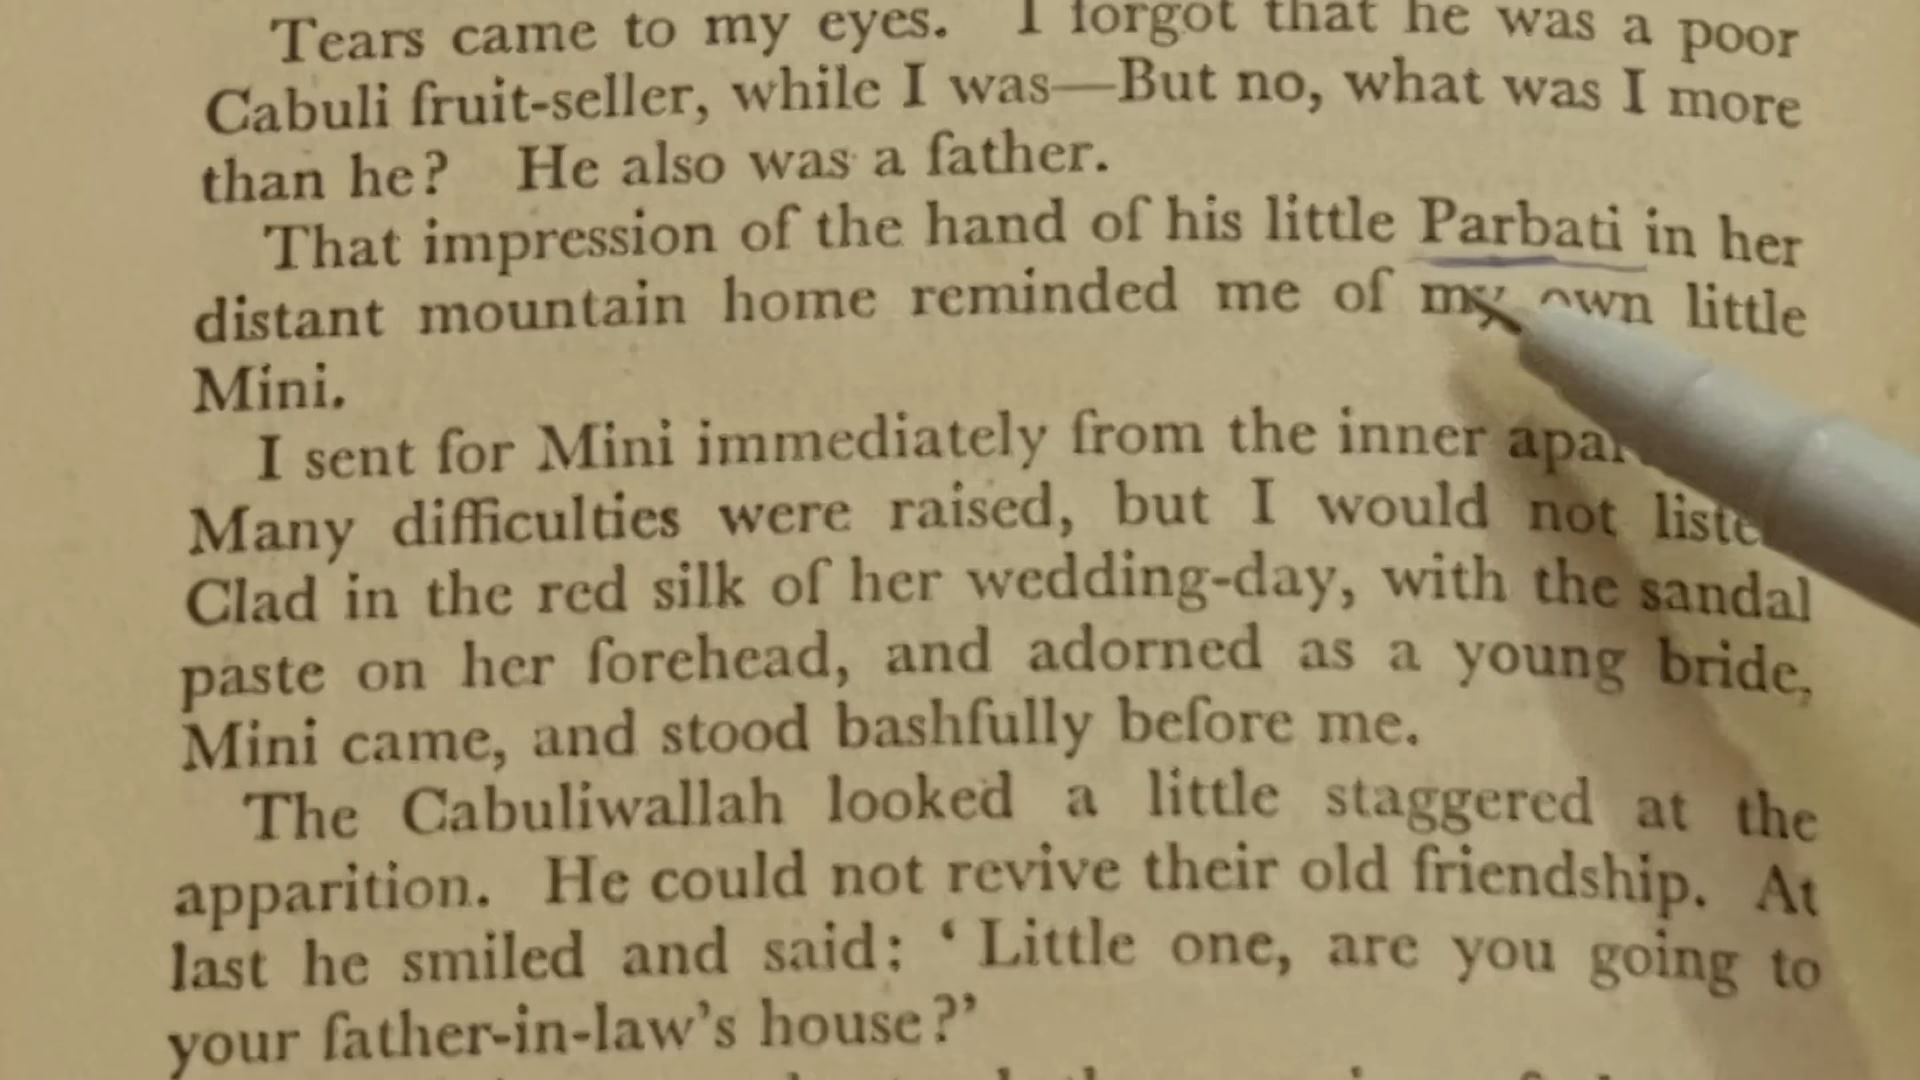 Tears came to my eyes. I forgot that he was a poor
Cabuli fruit-seller, while I was—But no, what was I more
than he? He also was a father.
That impression of the hand of his little Parbati in her
distant mountain home reminded me of my own little
Mini.
I sent for Mini immediately from the inner
Many difficulties were raised, but I would not
Clad in the red silk of her wedding-day, with the sandal
paste on her forehead, and adorned as a young bride,
Mini came, and stood bashfully before me.
The Cabuliwallah looked a little staggered at the
apparition. He could not revive their old friendship. At
last he smiled and said: ‘Little one, are you going to
your father-in-law’s house?’